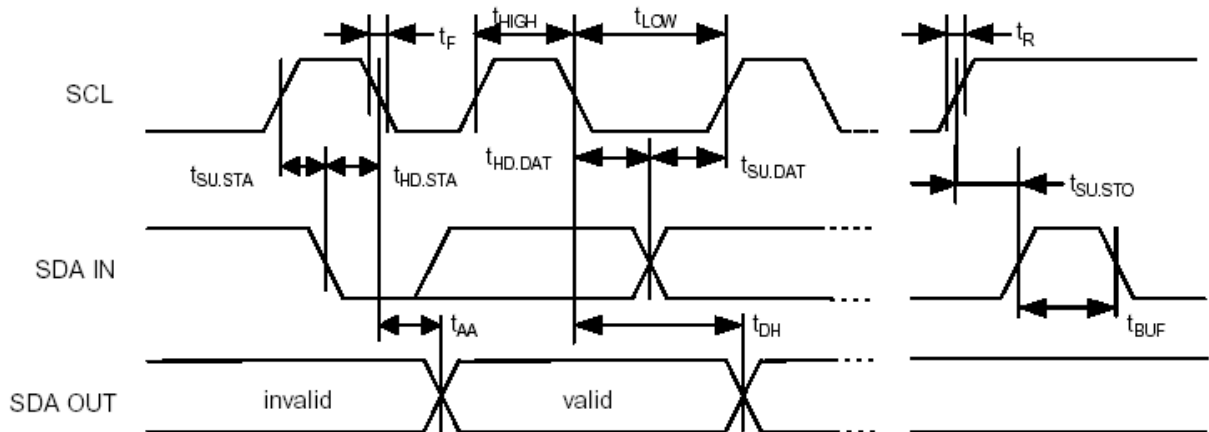 tHIGH
tLOW
tF
tR
SCL
tSU.STA
tHD.STA
tHD.DAT
tSU.DAT
tSU.STO
SDA IN
tAA
tDH
tBUF
SDA OUT
invalid
valid